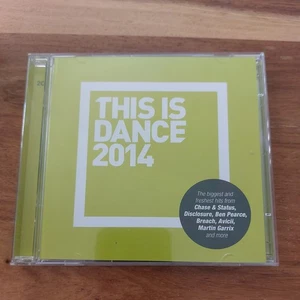 THIS IS
DANCE
2014
The biggest and
freshest hits from
Chase & Status,
Disclosure, Ben Pearce,
Breach, Avicii,
Martin Garrix
and more